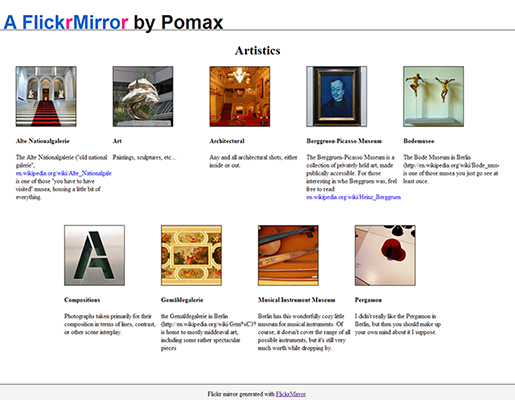 A FlickrMirror by Pomax
Artistics
Alte Nationalgalerie
The Alte Nationalgalerie ("old national
galerie",
en.wikipedia.org/wiki/Alte_Nationalgale
is one of those "you have to have
visited" musea, housing a little bit of
everything.
Art
Paintings, sculptures, etc...
Architectural
Any and all architectural shots, either
inside or out.
Berggruen-Picasso Museum
The Berggruen-Picasso Museum is a
collection of privately held art, made
publically accessible. For those
interesting in who Berggruen was, feel
free to read
en.wikipedia.org/wiki/Heinz_Berggruen
Bodemusee
The Bode Museum in Berlin
(http://en.wikipedia.org/wiki/Bode_mus
is one of those musea you just go see at
least once.
Compositions
Photographs taken primarily for their
composition in terms of lines, contrast,
or other scene interplay.
A
Gemäldegalerie
the Gemäldegalerie in Berlin
(http://en.wikipedia.org/wiki/Gem%C3%
is home to mostly middeaval art,
including some rather spectacular
pieces
Musical Instrument Museum
Berlin has this wonderfully cozy little
museum for musical instruments. Of
course, it doesn't cover the range of all
possible instruments, but it's still very
much worth while dropping by.
Pergamon
I didn't really like the Pergamon in
Berlin, but then you should make up
your own mind about it I suppose.
Flickr mirror generated with FlickrMirror.